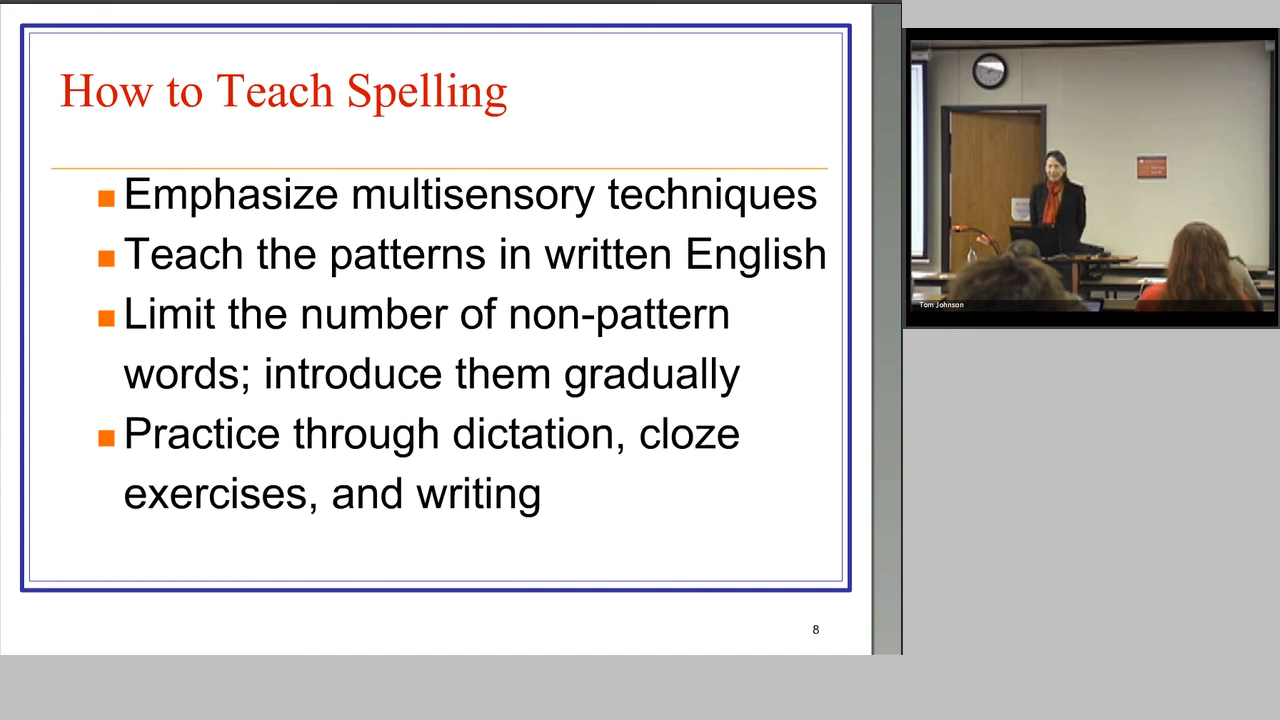 How to Teach Spelling
Emphasize multisensory techniques
Teach the patterns in written English
Limit the number of non-pattern
words; introduce them gradually
Practice through dictation, cloze
exercises, and writing
8
Tom Johnson